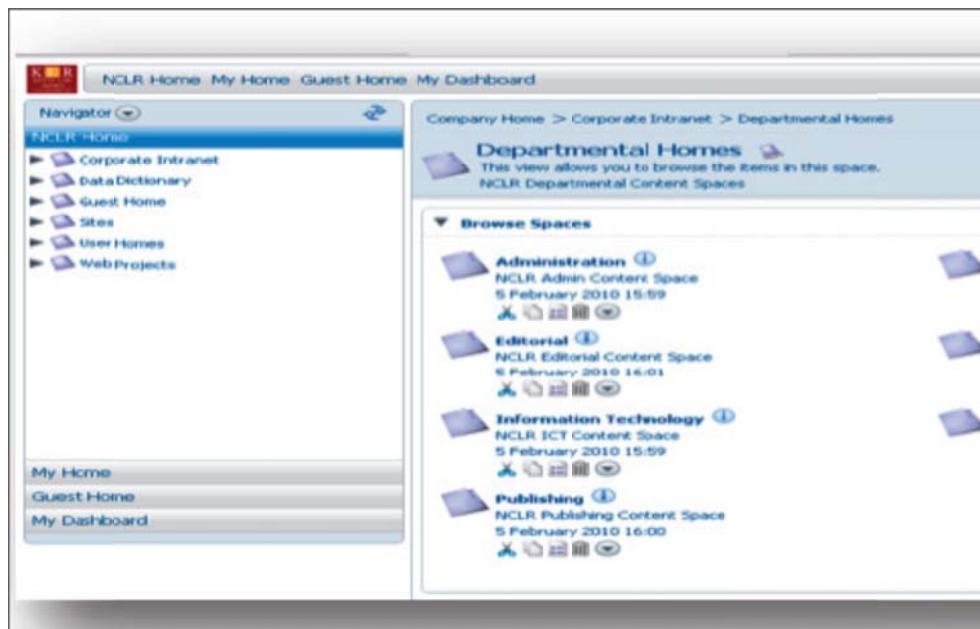 NCLR Home My Home Guest Home My Dashboard
Navigator
NCLR Home
Corporate Intranet
Data Dictionary
Guest Home
Sites
User Homes
Web Projects
My Home
Guest Home
My Dashboard
Company Home > Corporate Intranet > Departmental Homes
Departmental Homes
This view allows you to browse the items in this space.
NCLR Departmental Content Spaces
Browse Spaces
Administration
NCLR Admin Content Space
5 February 2010 15:59
Editorial
NCLR Editorial Content Space
5 February 2010 16:01
Information Technology
NCLR ICT Content Space
5 February 2010 15:59
Publishing
NCLR Publishing Content Space
5 February 2010 16:00